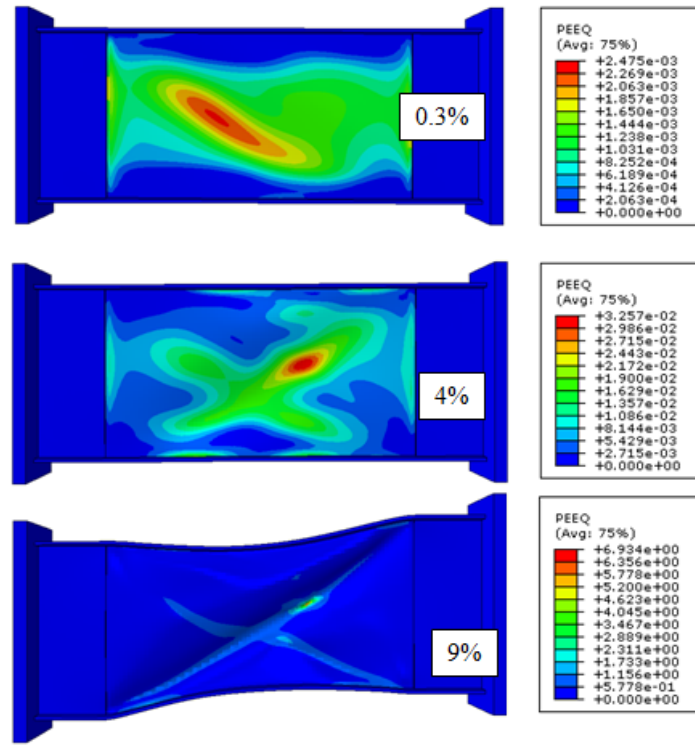 PEEQ
(Avg: 75%)
+2.475e-03
+2.269e-03
+2.063e-03
+1.857e-03
+1.650e-03
+1.444e-03
+1.238e-03
+1.031e-03
+8.252e-04
+6.189e-04
+4.126e-04
+2.063e-04
+0.000e+00
0.3%
PEEQ
(Avg: 75%)
+3.257e-02
+2.986e-02
+2.715e-02
+2.443e-02
+2.172e-02
+1.900e-02
+1.629e-02
+1.357e-02
+1.086e-02
+8.144e-03
+5.429e-03
+2.715e-03
+0.000e+00
4%
PEEQ
(Avg: 75%)
+6.934e+00
+6.356e+00
+5.778e+00
+5.200e+00
+4.623e+00
+4.045e+00
+3.467e+00
+2.889e+00
+2.311e+00
+1.733e+00
+1.156e+00
+5.778e-01
+0.000e+00
9%